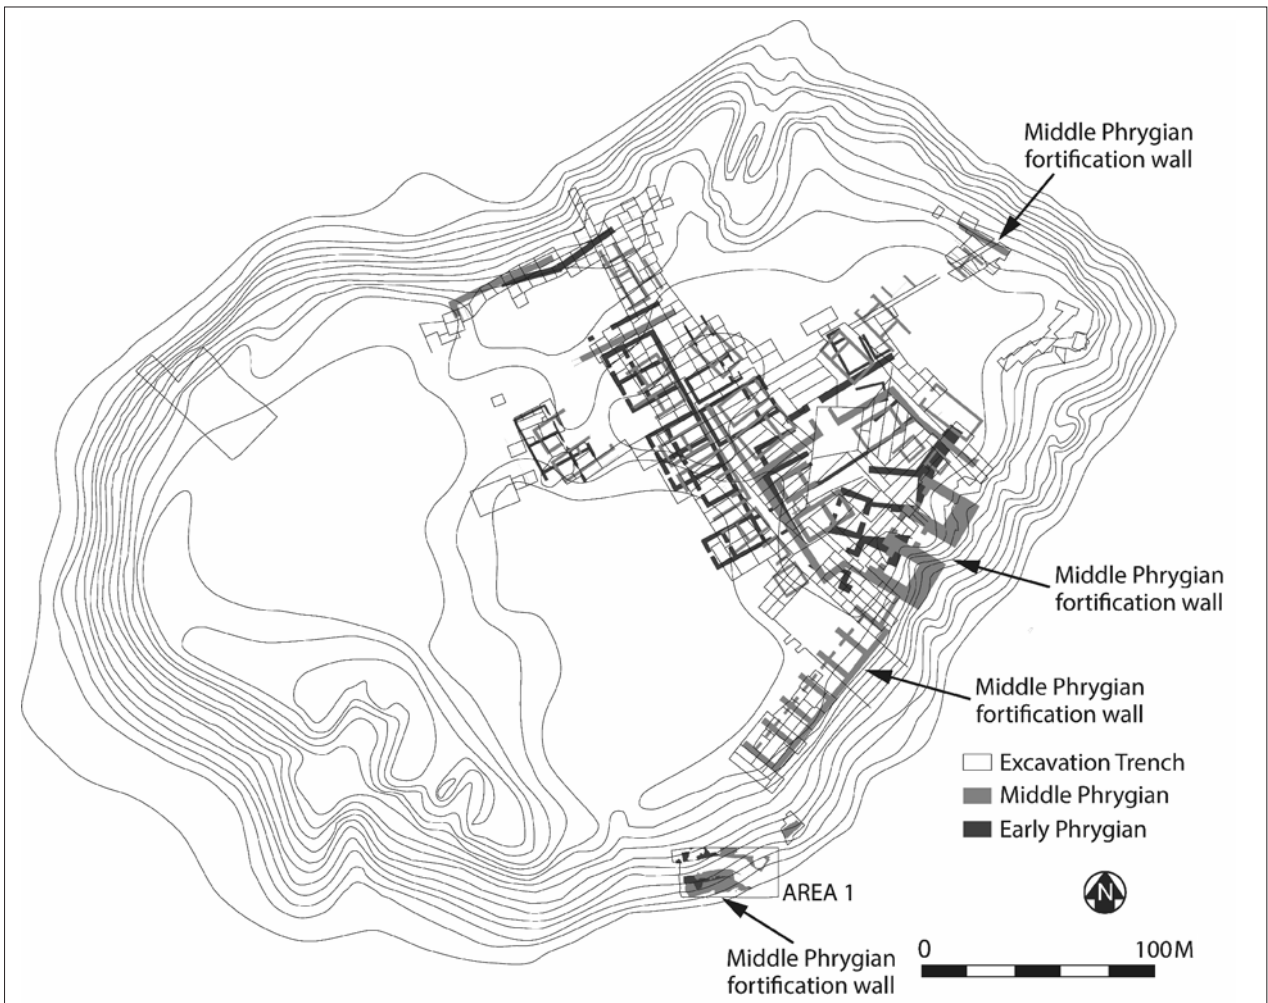 Middle Phrygian
fortification wall
Middle Phrygian
fortification wall
Middle Phrygian
fortification wall
Excavation Trench
Middle Phrygian
Early Phrygian
AREA 1
N
Middle Phrygian
fortification wall
0 100M